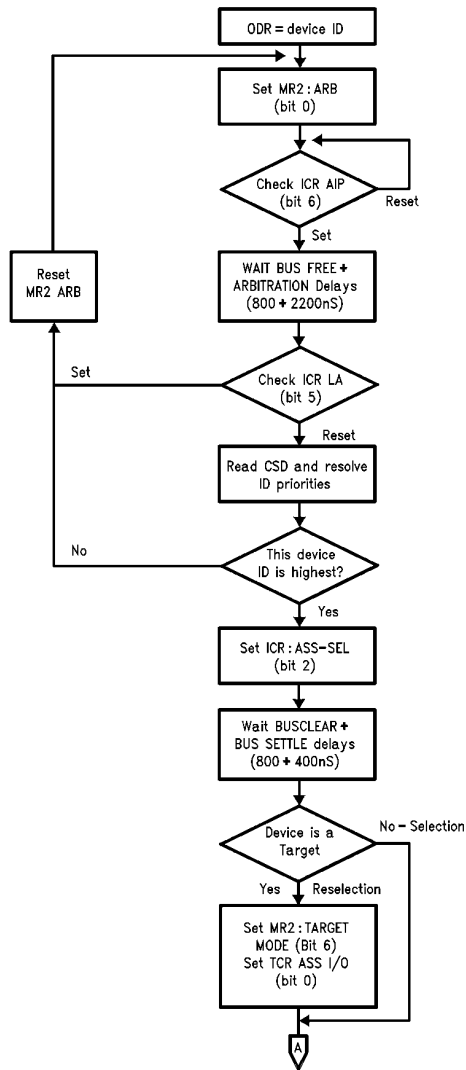 ODR = device ID
Set MR2 : ARB
(bit 0)
Check ICR AIP
(bit 6)
Reset
Set
Reset
MR2 ARB
WAIT BUS FREE +
ARBITRATION Delays
(800 + 2200nS)
Set
Check ICR LA
(bit 5)
Reset
Read CSD and resolve
ID priorities
No
This device
ID is highest?
Yes
Set ICR : ASS-SEL
(bit 2)
Wait BUSCLEAR +
BUS SETTLE delays
(800 + 400nS)
No - Selection
Device is a
Target
Yes Reselection
Set MR2 : TARGET
MODE (Bit 6)
Set TCR ASS I/O
(bit 0)
A